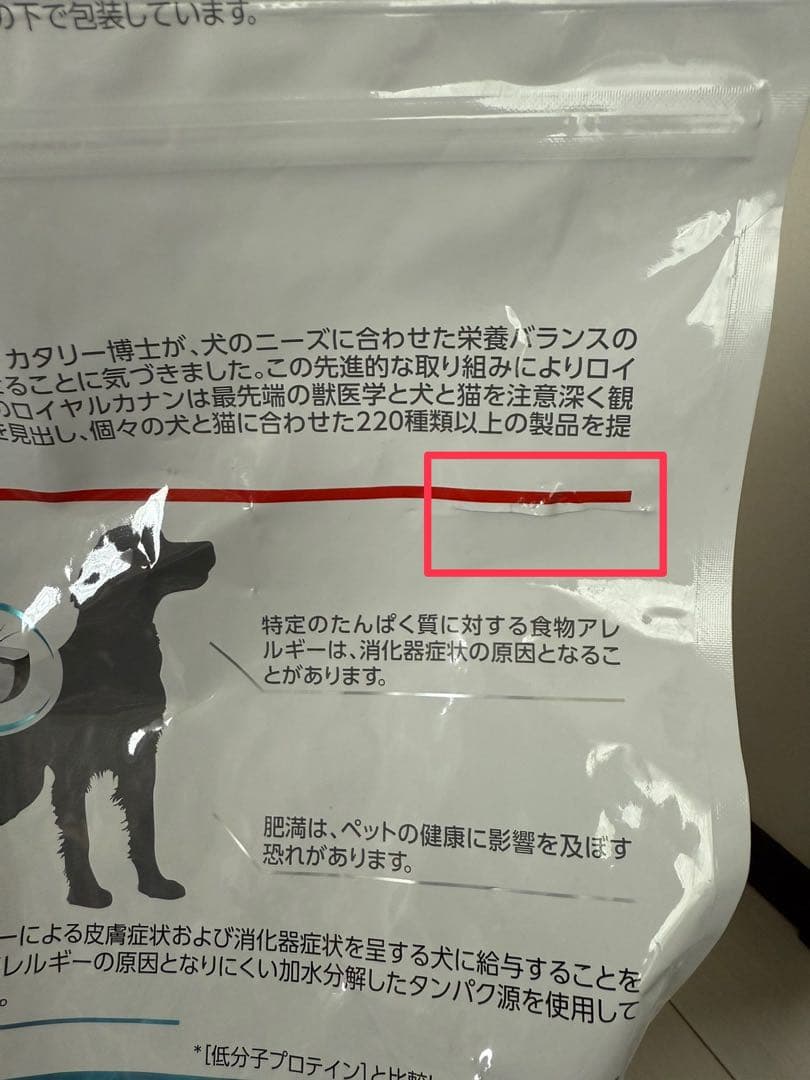 の下で包装しています。
カタリー博士が、犬のニーズに合わせた栄養バランスの
ることに気づきました。この先進的な取り組みによりロイ
のロイヤルカナンは最先端の獣医学と犬と猫を注意深く観
を見出し、個々の犬と猫に合わせた220種類以上の製品を提
特定のたんぱく質に対する食物アレ
ルギーは、消化器症状の原因となるこ
とがあります。
肥満は、ペットの健康に影響を及ぼす
恐れがあります。
ーによる皮膚症状および消化器症状を呈する犬に給与することを
レルギーの原因となりにくい加水分解したタンパク源を使用して
。
*[低分子プロテイン]と比較し